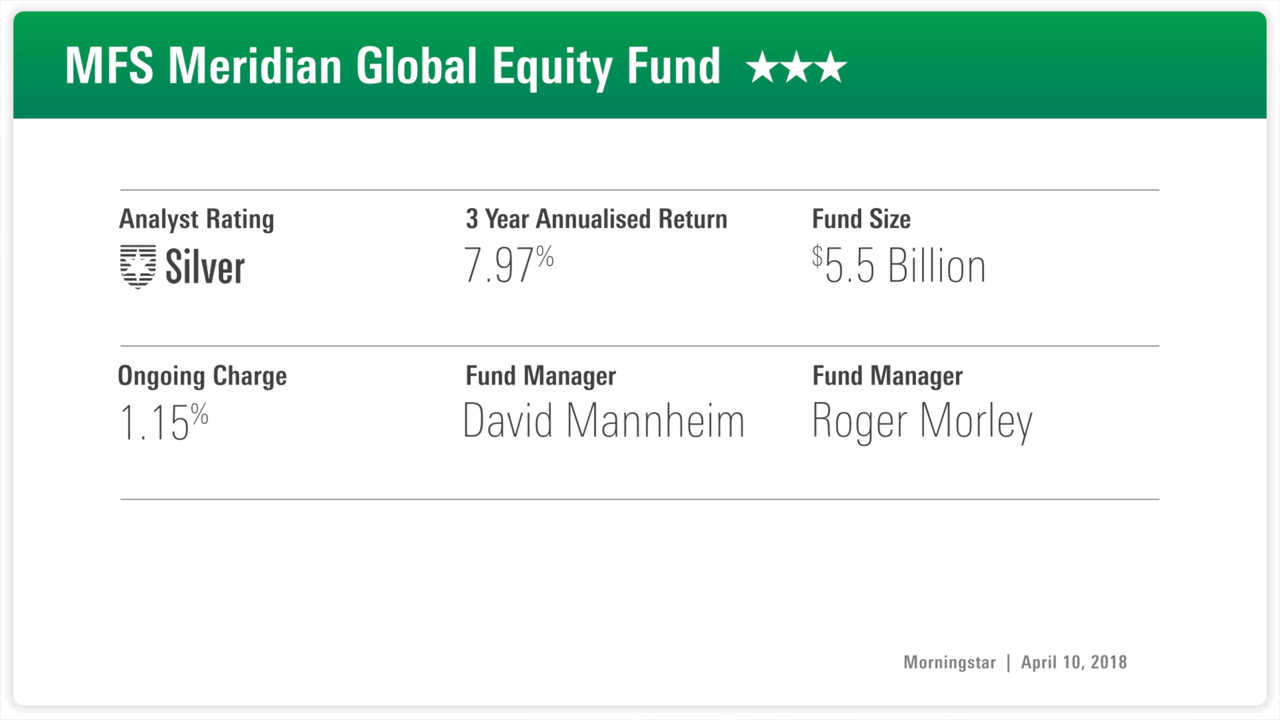 MFS Meridian Global Equity Fund ★★★
Analyst Rating
Silver
3 Year Annualised Return
7.97%
Fund Size
$5.5 Billion
Ongoing Charge
1.15%
Fund Manager
David Mannheim
Fund Manager
Roger Morley
Morningstar | April 10, 2018